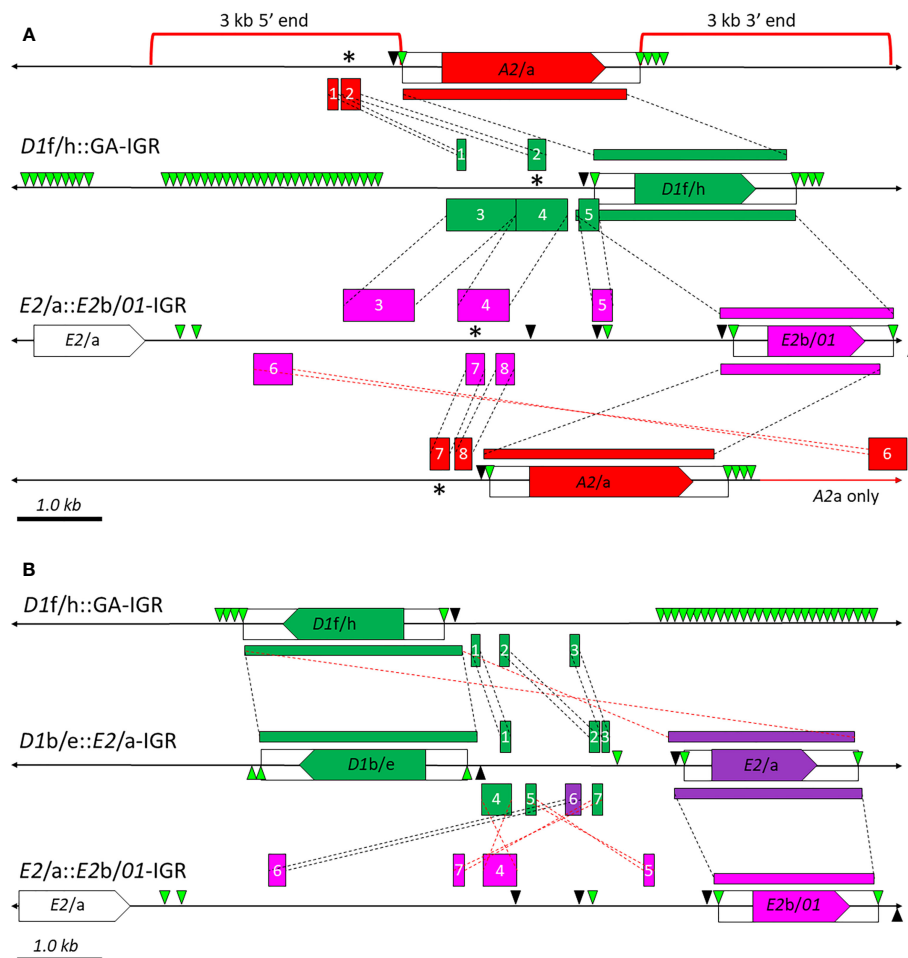 3 kb 5' end
3 kb 3' end
A
*
A2/a
1 2
D1f/h::GA-IGR
1 2
*
D1f/h
3 4 5
E2/a::E2b/01-IGR
3 4 5
E2/a
*
E2b/01
6 7 8
7 8 6
A2/a
*
A2a only
1.0 kb
B
D1f/h::GA-IGR
D1f/h
1 2 3
D1b/e::E2/a-IGR
1 2 3
D1b/e
E2/a
4 5 6 7
E2/a::E2b/01-IGR
6 7 4 5
E2/a
E2b/01
1.0 kb